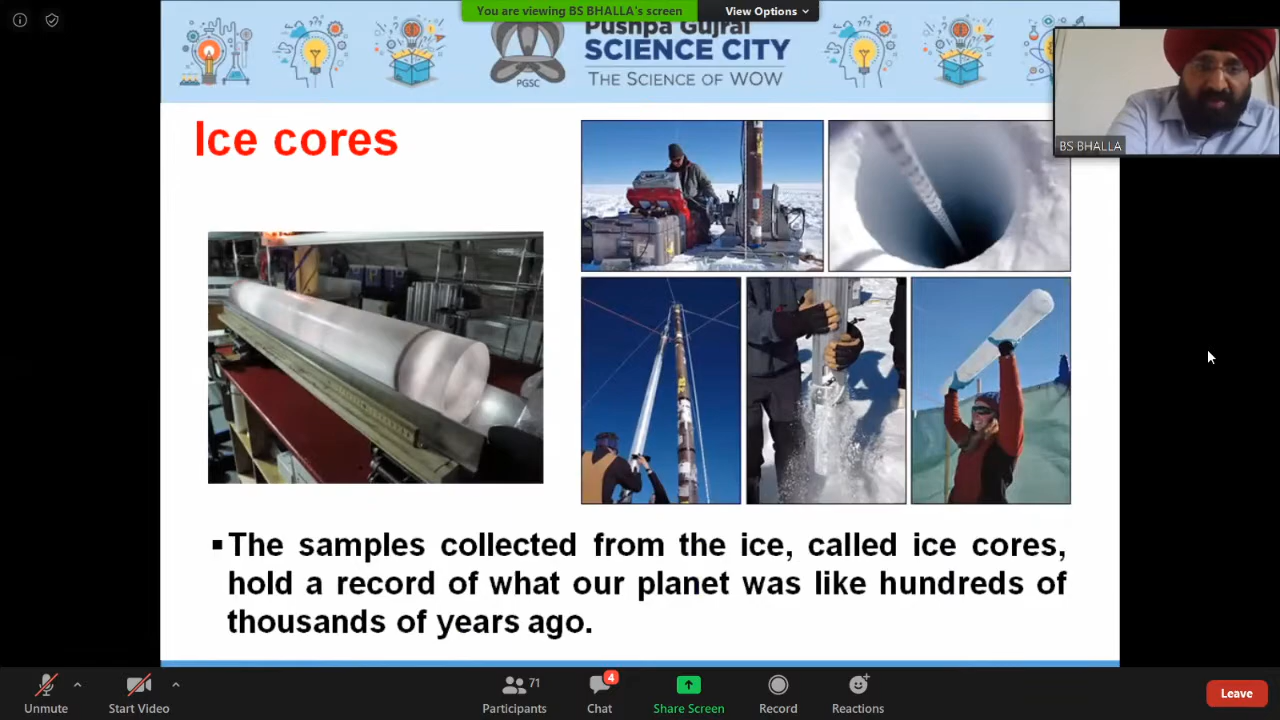 You are viewing BS BHALLA's screen
View Options
Pushpa Gujral
SCIENCE CITY
THE SCIENCE OF WOW
PGSC
BS BHALLA
Ice cores
▪The samples collected from the ice, called ice cores,
hold a record of what our planet was like hundreds of
thousands of years ago.
Unmute
Start Video
71
Participants
4
Chat
Share Screen
Record
Reactions
Leave